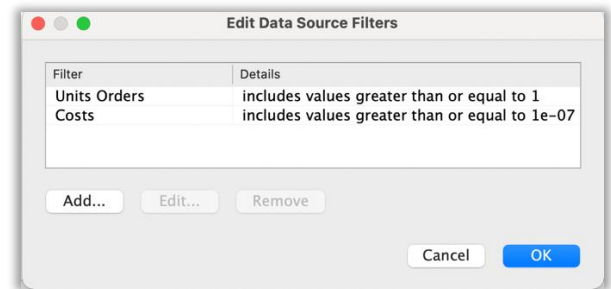 Edit Data Source Filters
Filter Details
Units Orders includes values greater than or equal to 1
Costs includes values greater than or equal to 1e-07
Add... Edit... Remove
Cancel OK